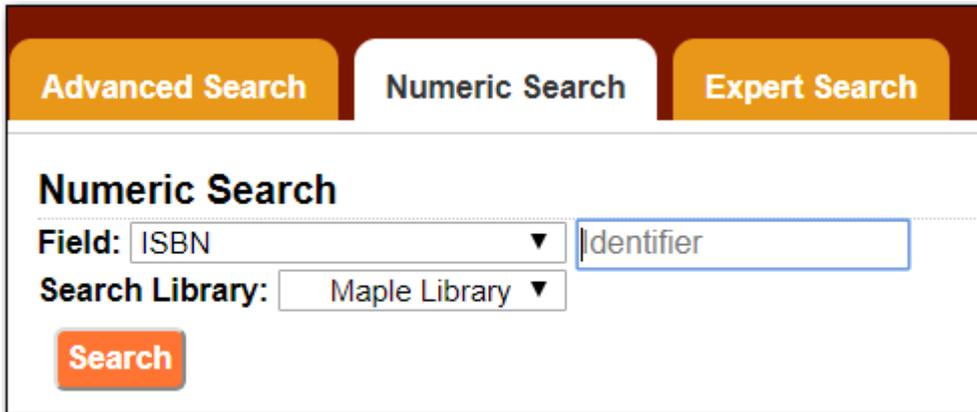 Advanced Search Numeric Search Expert Search
Numeric Search
Field: ISBN ▼ Identifier
Search Library: Maple Library ▼
Search